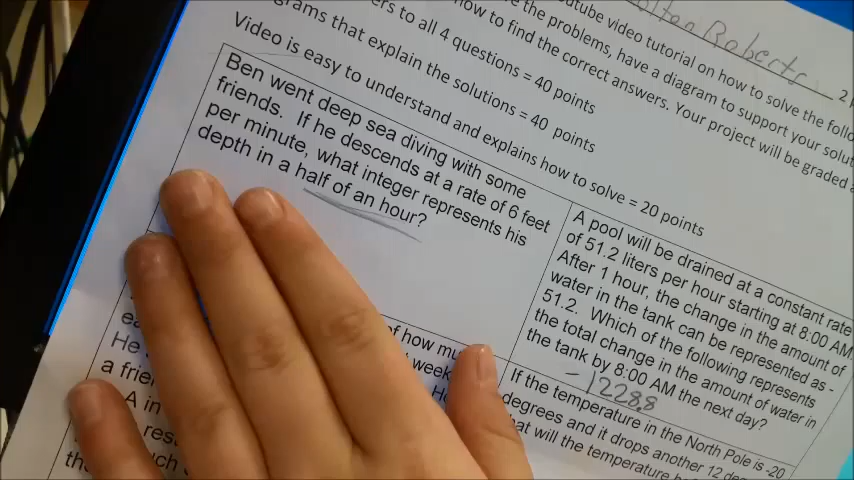 Colten Roberts
utube video tutorial on how to solve the follo
e the problems, have a diagram to support your solut
how to find the correct answers. Your project will be graded a
ers to all 4 questions = 40 points
grams that explain the solutions = 40 points
Video is easy to understand and explains how to solve = 20 points
Ben went deep sea diving with some
friends. If he descends at a rate of 6 feet
per minute, what integer represents his
depth in a half of an hour?
A pool will be drained at a constant rate
of 51.2 liters per hour starting at 8:00 AM.
After 1 hour, the change in the amount of
water in the tank can be represented as -
51.2. Which of the following represents
the total change in the amount of water in
the tank by 8:00 AM the next day?
-1228.8
of how mu
week
He
a frien
A in
If the temperature in the North Pole is -20
degrees and it drops another 12 de
will the temperature